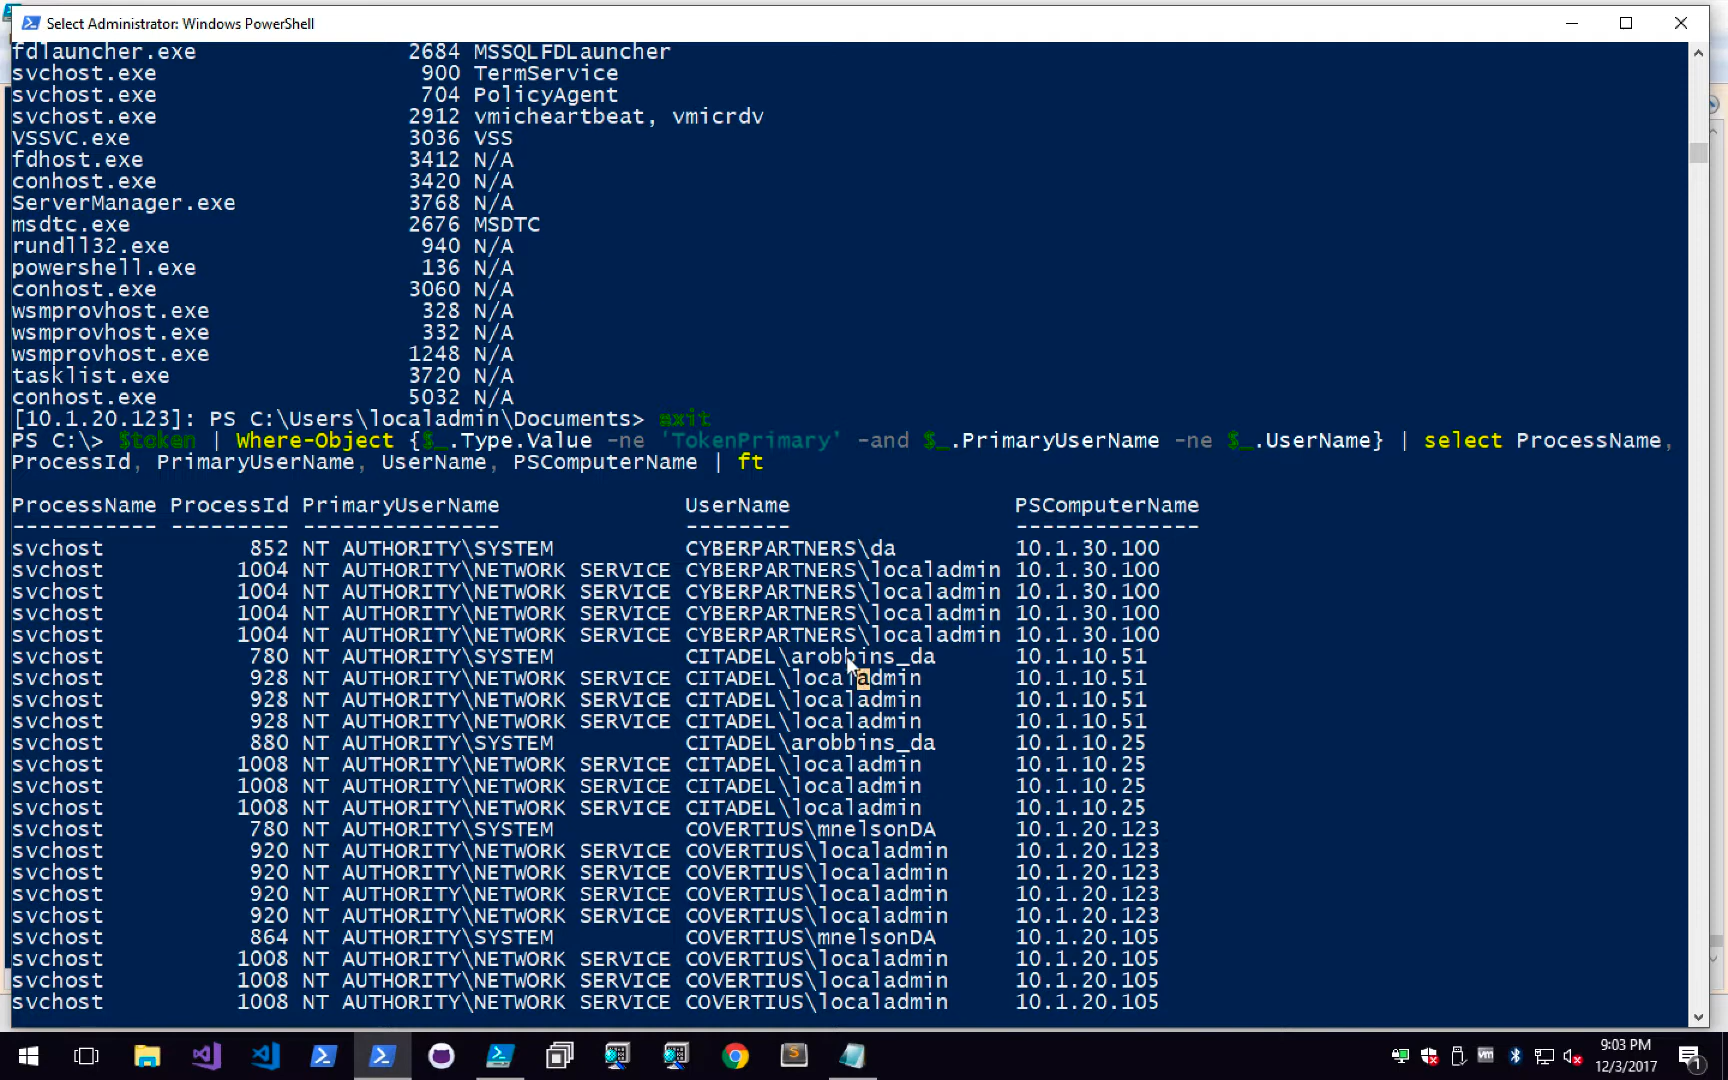 Select Administrator: Windows PowerShell
fdlauncher.exe 2684 MSSQLFDLauncher
svchost.exe 900 TermService
svchost.exe 704 PolicyAgent
svchost.exe 2912 vmicheartbeat, vmicrdv
VSSVC.exe 3036 VSS
fdhost.exe 3412 N/A
conhost.exe 3420 N/A
ServerManager.exe 3768 N/A
msdtc.exe 2676 MSDTC
rundll32.exe 940 N/A
powershell.exe 136 N/A
conhost.exe 3060 N/A
wsmprovhost.exe 328 N/A
wsmprovhost.exe 332 N/A
wsmprovhost.exe 1248 N/A
tasklist.exe 3720 N/A
conhost.exe 5032 N/A
[10.1.20.123]: PS C:\Users\localadmin\Documents> exit
PS C:\> $token | Where-Object {$_.Type.Value -ne 'TokenPrimary' -and $_.PrimaryUserName -ne $_.UserName} | select ProcessName,
ProcessId, PrimaryUserName, UserName, PSComputerName | ft
ProcessName ProcessId PrimaryUserName UserName PSComputerName
----------- --------- --------------- -------- --------------
svchost 852 NT AUTHORITY\SYSTEM CYBERPARTNERS\da 10.1.30.100
svchost 1004 NT AUTHORITY\NETWORK SERVICE CYBERPARTNERS\localadmin 10.1.30.100
svchost 1004 NT AUTHORITY\NETWORK SERVICE CYBERPARTNERS\localadmin 10.1.30.100
svchost 1004 NT AUTHORITY\NETWORK SERVICE CYBERPARTNERS\localadmin 10.1.30.100
svchost 1004 NT AUTHORITY\NETWORK SERVICE CYBERPARTNERS\localadmin 10.1.30.100
svchost 780 NT AUTHORITY\SYSTEM CITADEL\arobbins_da 10.1.10.51
svchost 928 NT AUTHORITY\NETWORK SERVICE CITADEL\localadmin 10.1.10.51
svchost 928 NT AUTHORITY\NETWORK SERVICE CITADEL\localadmin 10.1.10.51
svchost 928 NT AUTHORITY\NETWORK SERVICE CITADEL\localadmin 10.1.10.51
svchost 880 NT AUTHORITY\SYSTEM CITADEL\arobbins_da 10.1.10.25
svchost 1008 NT AUTHORITY\NETWORK SERVICE CITADEL\localadmin 10.1.10.25
svchost 1008 NT AUTHORITY\NETWORK SERVICE CITADEL\localadmin 10.1.10.25
svchost 1008 NT AUTHORITY\NETWORK SERVICE CITADEL\localadmin 10.1.10.25
svchost 780 NT AUTHORITY\SYSTEM COVERTIUS\mnelsonDA 10.1.20.123
svchost 920 NT AUTHORITY\NETWORK SERVICE COVERTIUS\localadmin 10.1.20.123
svchost 920 NT AUTHORITY\NETWORK SERVICE COVERTIUS\localadmin 10.1.20.123
svchost 920 NT AUTHORITY\NETWORK SERVICE COVERTIUS\localadmin 10.1.20.123
svchost 920 NT AUTHORITY\NETWORK SERVICE COVERTIUS\localadmin 10.1.20.123
svchost 864 NT AUTHORITY\SYSTEM COVERTIUS\mnelsonDA 10.1.20.105
svchost 1008 NT AUTHORITY\NETWORK SERVICE COVERTIUS\localadmin 10.1.20.105
svchost 1008 NT AUTHORITY\NETWORK SERVICE COVERTIUS\localadmin 10.1.20.105
svchost 1008 NT AUTHORITY\NETWORK SERVICE COVERTIUS\localadmin 10.1.20.105
9:03 PM
12/3/2017
1